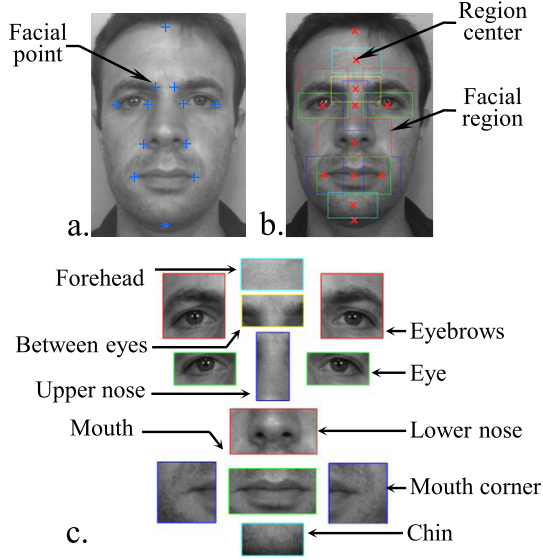 Facial
point
Region
center
Facial
region
a.
b.
Forehead
Eyebrows
Between eyes
Eye
Upper nose
Mouth
Lower nose
Mouth corner
Chin
c.